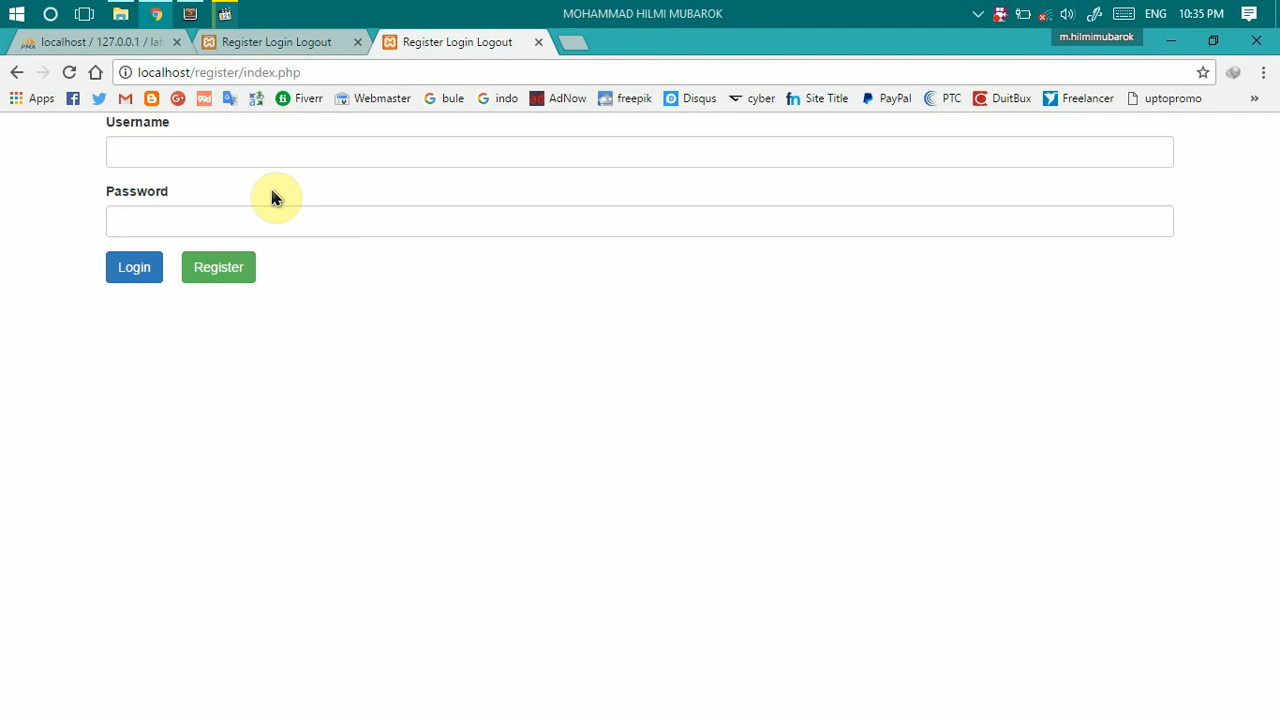 MOHAMMAD HILMI MUBAROK
ENG 10:35 PM
localhost / 127.0.0.1 / lat
Register Login Logout
Register Login Logout
m.hilmimubarok
localhost/register/index.php
Apps Fiverr Webmaster bule indo AdNow freepik Disqus cyber Site Title PayPal PTC DuitBux Freelancer uptopromo »
Username
Password
Login Register